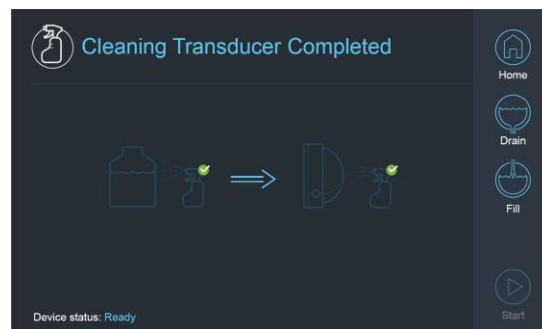 Cleaning Transducer Completed
Home
Drain
Fill
Start
Device status: Ready